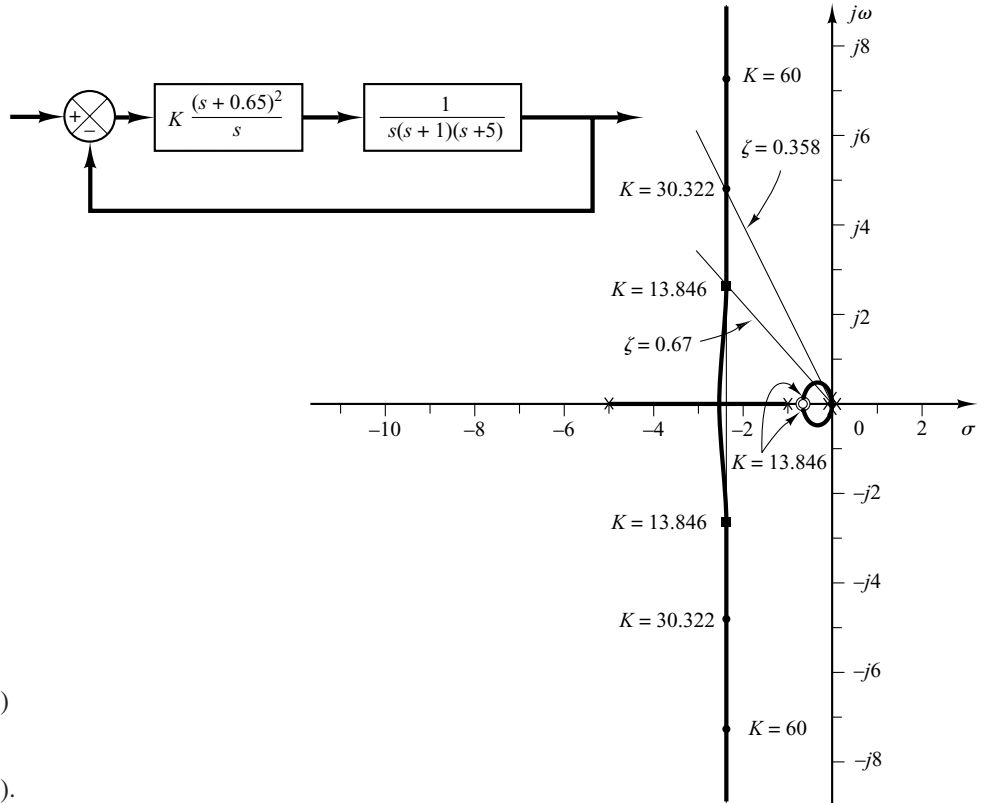 jω
j8
K = 60
j6
ζ = 0.358
K = 30.322
j4
K = 13.846
j2
ζ = 0.67
K (s + 0.65)² / s
1 / s(s + 1)(s +5)
+
−
−10
−8
−6
−4
−2
0
2
σ
K = 13.846
−j2
K = 13.846
−j4
K = 30.322
−j6
)
K = 60
−j8
).